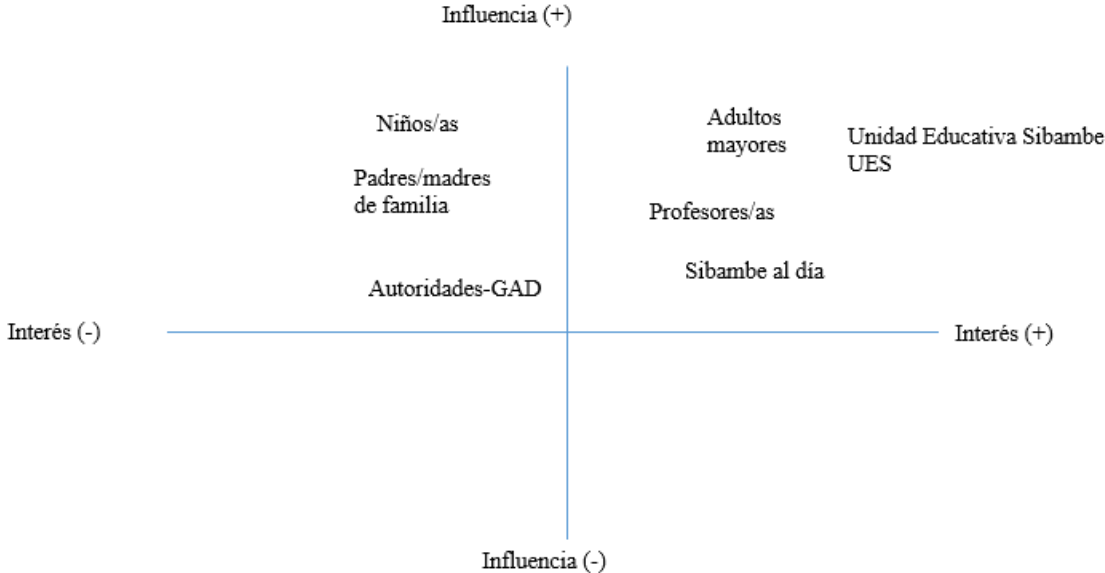 Influencia (+)
Niños/as
Adultos
mayores
Unidad Educativa Sibambe
UES
Padres/madres
de familia
Profesores/as
Sibambe al día
Autoridades-GAD
Interés (-)
Interés (+)
Influencia (-)